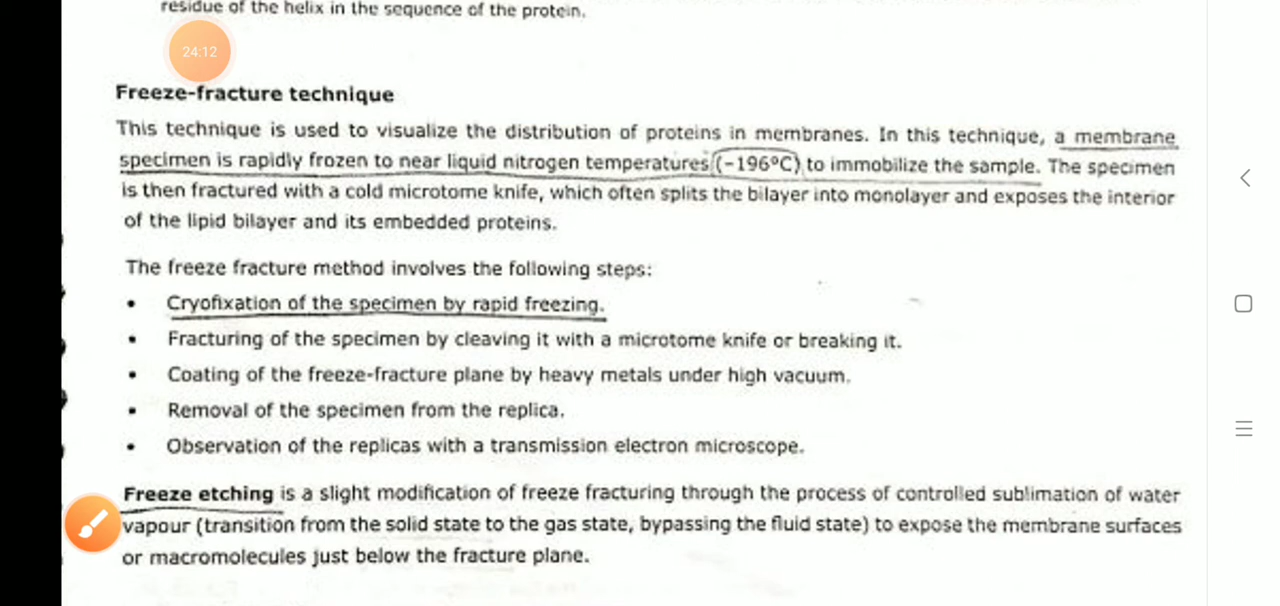 residue of the helix in the sequence of the protein.
24:12
Freeze-fracture technique
This technique is used to visualize the distribution of proteins in membranes. In this technique, a membrane
specimen is rapidly frozen to near liquid nitrogen temperatures (−196°C) to immobilize the sample. The specimen
is then fractured with a cold microtome knife, which often splits the bilayer into monolayer and exposes the interior
of the lipid bilayer and its embedded proteins.
The freeze fracture method involves the following steps:
• Cryofixation of the specimen by rapid freezing.
• Fracturing of the specimen by cleaving it with a microtome knife or breaking it.
• Coating of the freeze-fracture plane by heavy metals under high vacuum.
• Removal of the specimen from the replica.
• Observation of the replicas with a transmission electron microscope.
Freeze etching is a slight modification of freeze fracturing through the process of controlled sublimation of water
vapour (transition from the solid state to the gas state, bypassing the fluid state) to expose the membrane surfaces
or macromolecules just below the fracture plane.